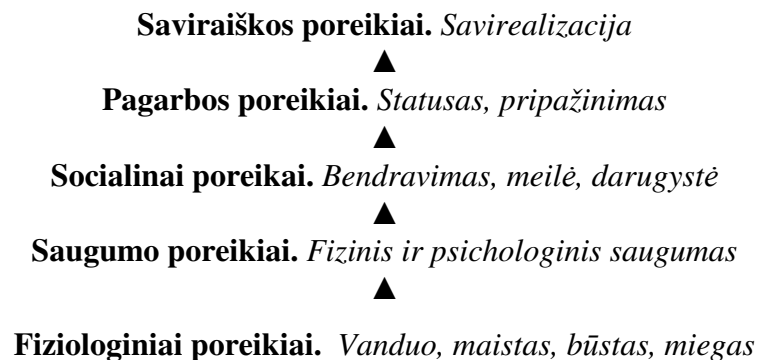 Saviraiškos poreikiai. Savirealizacija
▲
Pagarbos poreikiai. Statusas, pripažinimas
▲
Socialinai poreikai. Bendravimas, meilė, darugystė
▲
Saugumo poreikiai. Fizinis ir psichologinis saugumas
▲
Fiziologiniai poreikiai. Vanduo, maistas, būstas, miegas